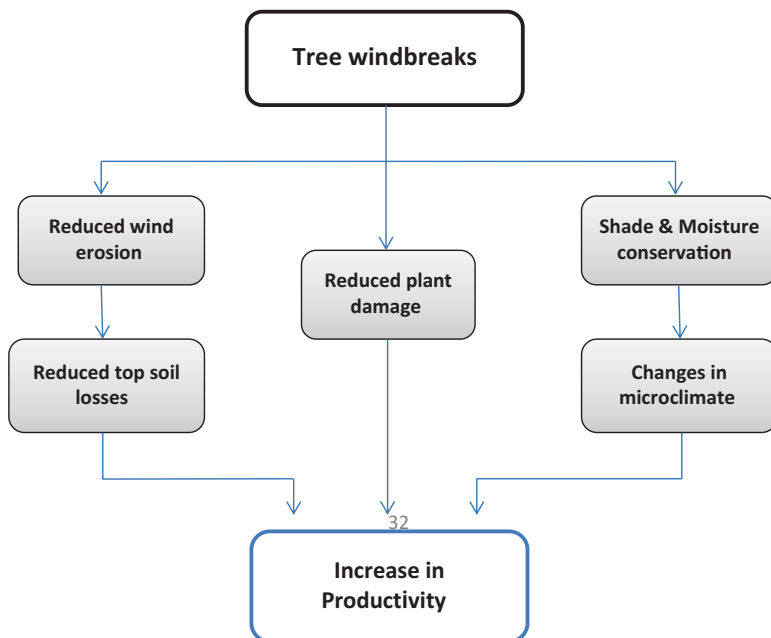 Tree windbreaks
Reduced wind
erosion
Reduced plant
damage
Shade & Moisture
conservation
Reduced top soil
losses
Changes in
microclimate
32
Increase in
Productivity